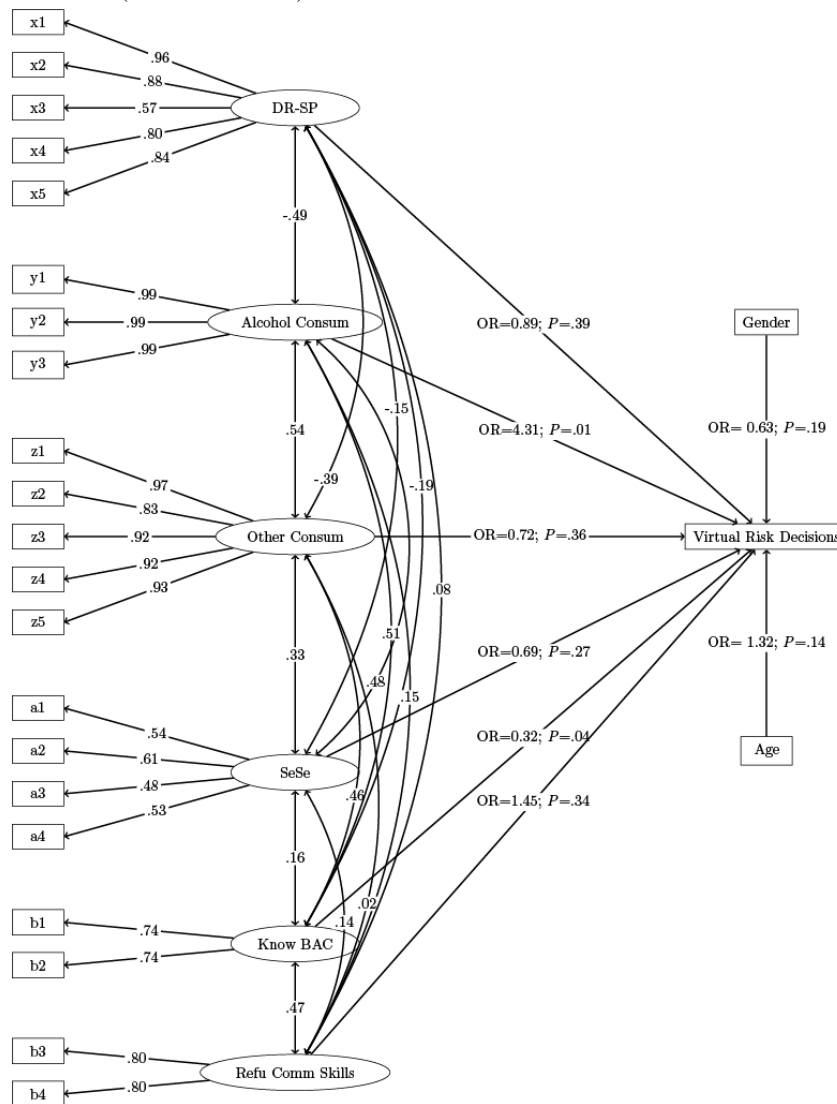 x1
.96
x2
.88
x3
.57
DR-SP
x4
.80
x5
.84
-.49
y1
.99
y2
.99
Alcohol Consum
y3
.99
OR=0.89; P=.39
Gender
-.15
.54
OR=4.31; P=.01
OR= 0.63; P=.19
z1
.97
-.39
-.19
z2
.83
z3
.92
Other Consum
OR=0.72; P=.36
Virtual Risk Decisions
z4
.92
z5
.93
.08
.51
.33
OR=0.69; P=.27
OR= 1.32; P=.14
.48
.15
a1
.54
a2
.61
SeSe
OR=0.32; P=.04
Age
a3
.48
a4
.53
.46
OR=1.45; P=.34
.16
.02
.14
b1
.74
b2
.74
Know BAC
.47
b3
.80
Refu Comm Skills
b4
.80